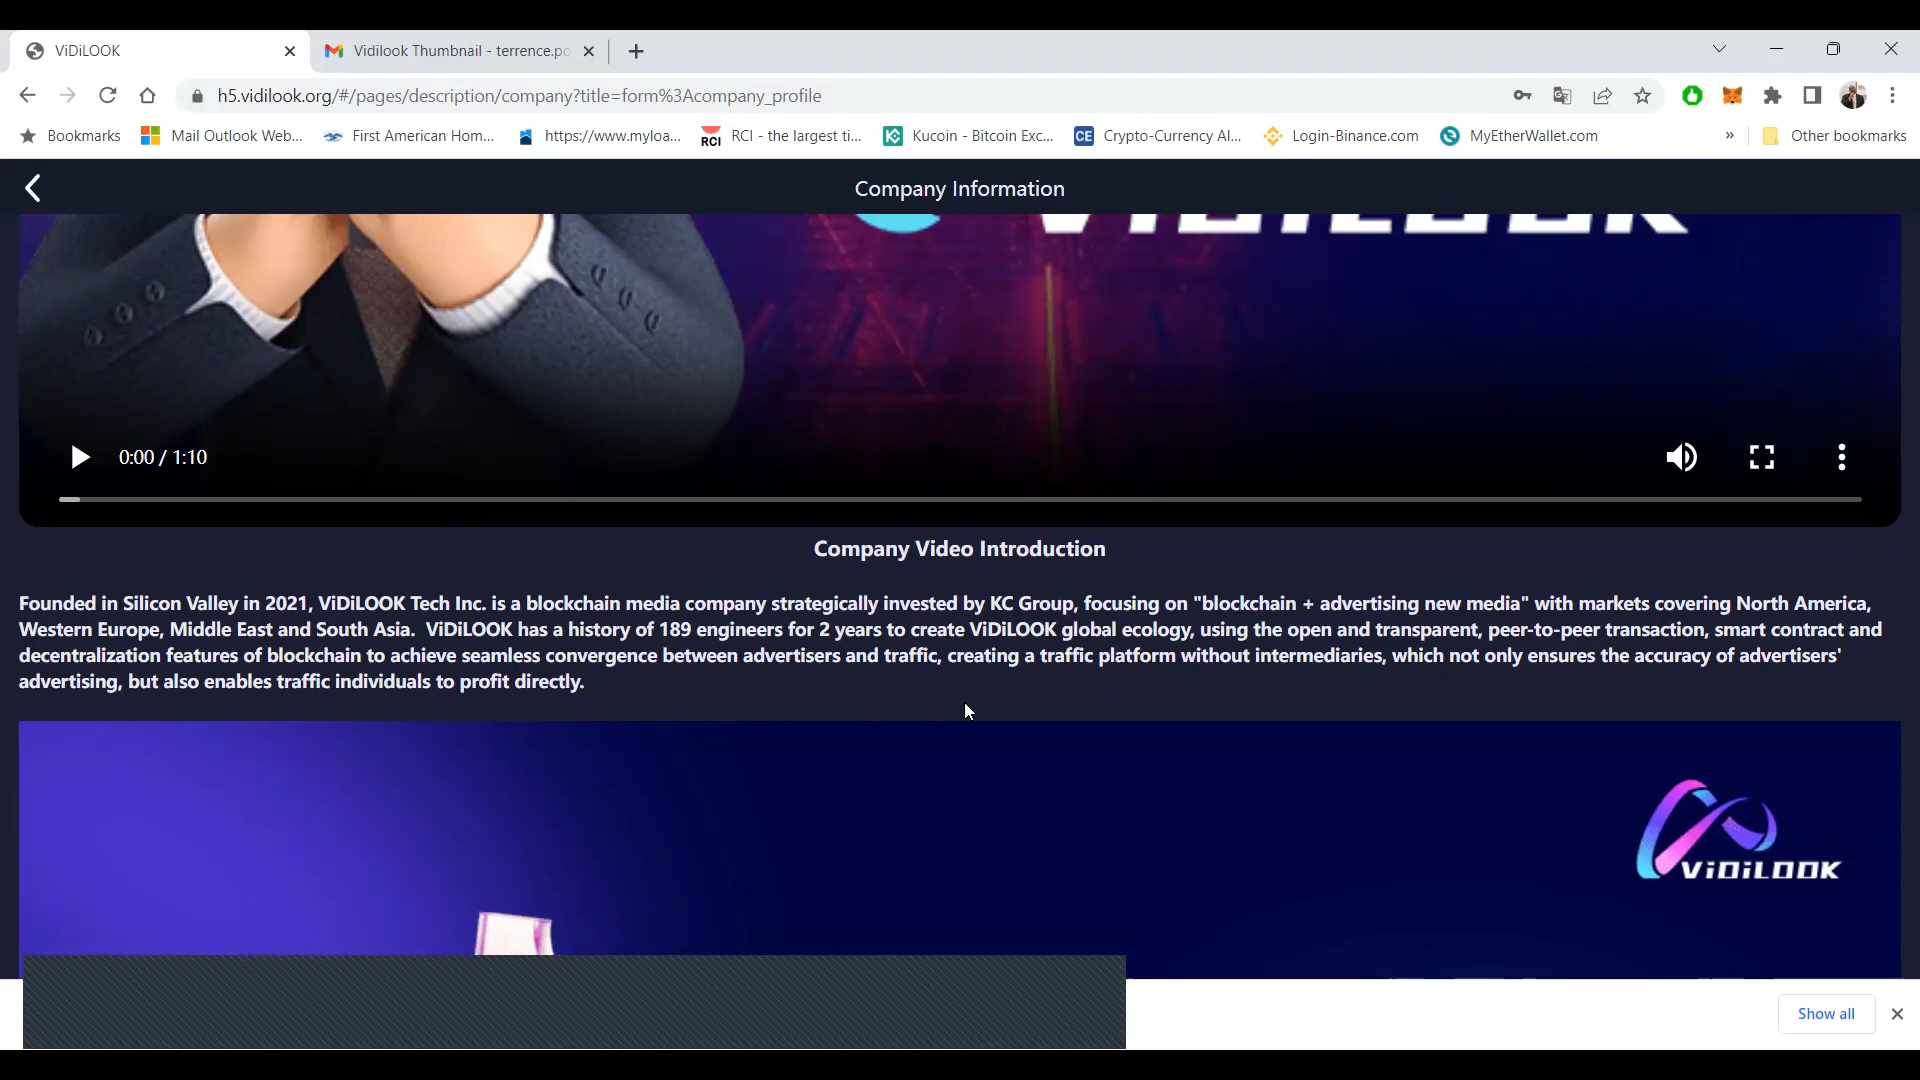 ViDiLOOK
Vidilook Thumbnail - terrence.po
h5.vidilook.org/#/pages/description/company?title=form%3Acompany_profile
Bookmarks
Mail Outlook Web...
First American Hom...
https://www.myloa...
RCI
RCI - the largest ti...
Kucoin - Bitcoin Exc...
CE
Crypto-Currency Al...
Login-Binance.com
MyEtherWallet.com
»
Other bookmarks
Company Information
VIDILOOK
0:00 / 1:10
Company Video Introduction
Founded in Silicon Valley in 2021, ViDiLOOK Tech Inc. is a blockchain media company strategically invested by KC Group, focusing on "blockchain + advertising new media" with markets covering North America,
Western Europe, Middle East and South Asia. ViDiLOOK has a history of 189 engineers for 2 years to create ViDiLOOK global ecology, using the open and transparent, peer-to-peer transaction, smart contract and
decentralization features of blockchain to achieve seamless convergence between advertisers and traffic, creating a traffic platform without intermediaries, which not only ensures the accuracy of advertisers'
advertising, but also enables traffic individuals to profit directly.
ViDiLOOK
Show all